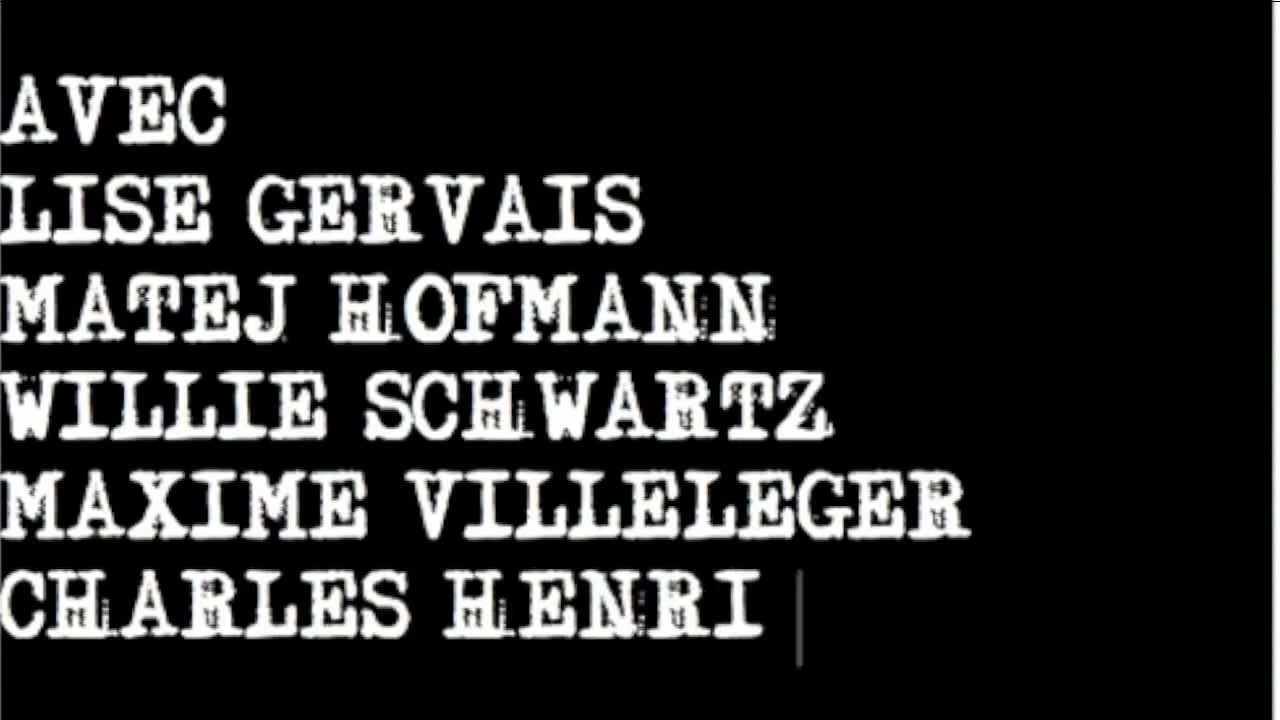 AVEC
LISE GERVAIS
MATEJ HOFMANN
WILLIE SCHWARTZ
MAXIME VILLELEGER
CHARLES HENRI